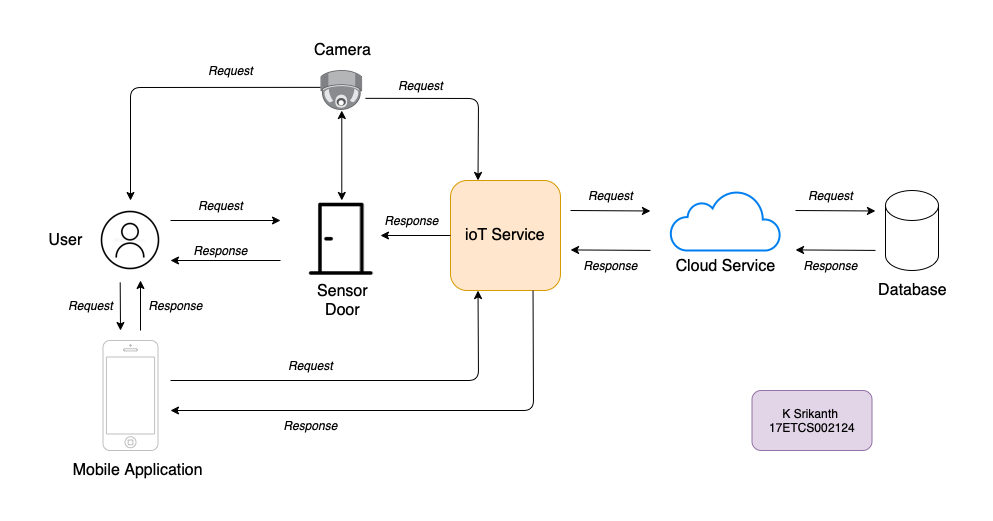 Camera
Request
Request
Request
Response
Request
Request
User
ioT Service
Response
Response
Response
Cloud Service
Sensor
Door
Database
Request
Response
Request
K Srikanth
17ETCS002124
Response
Mobile Application